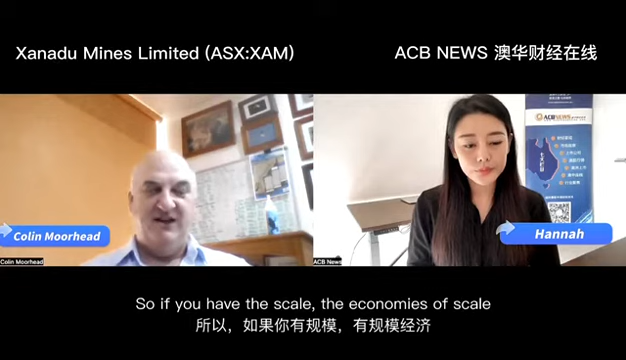 Xanadu Mines Limited (ASX:XAM)
ACB NEWS 澳华财经在线
ACBNEWS
Colin Moorhead
Hannah
Colin Moorhead
ACB News
So if you have the scale, the economies of scale
所以，如果你有规模，有规模经济